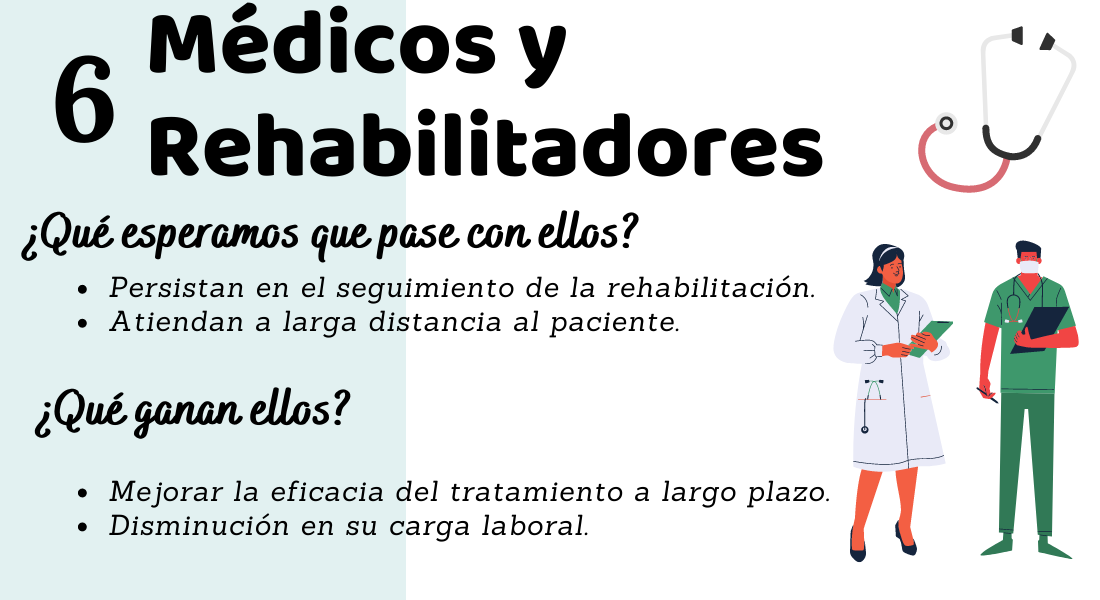 6
Médicos y
Rehabilitadores
¿Qué esperamos que pase con ellos?
• Persistan en el seguimiento de la rehabilitación.
• Atiendan a larga distancia al paciente.
¿Qué ganan ellos?
• Mejorar la eficacia del tratamiento a largo plazo.
• Disminución en su carga laboral.